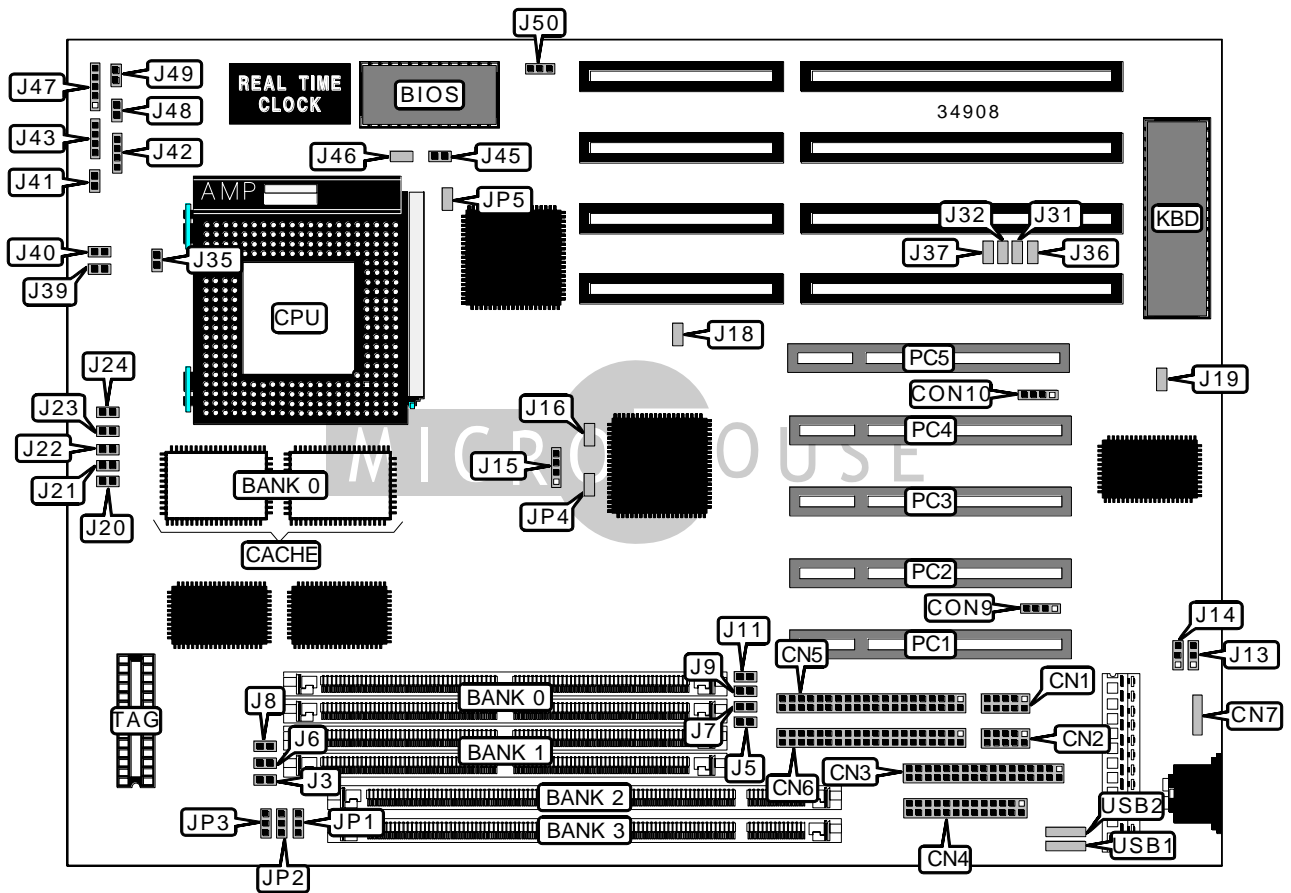 J50
J47
J49
REAL TIME
CLOCK
BIOS
J48
34908
J43
J42
J46
J45
J41
AMP
JP5
J32
J31
KBD
J40
J35
J37
J36
J39
CPU
J18
PC5
J24
J19
CON10
J23
J16
PC4
J22
MICROHOUSE
J15
J21
BANK 0
PC3
J20
JP4
CACHE
PC2
CON9
J14
J11
PC1
J13
CN5
J9
CN1
BANK 0
TAG
J8
J7
CN7
J6
BANK 1
CN2
J5
J3
CN3
CN6
BANK 2
USB2
JP3
JP1
BANK 3
USB1
CN4
JP2